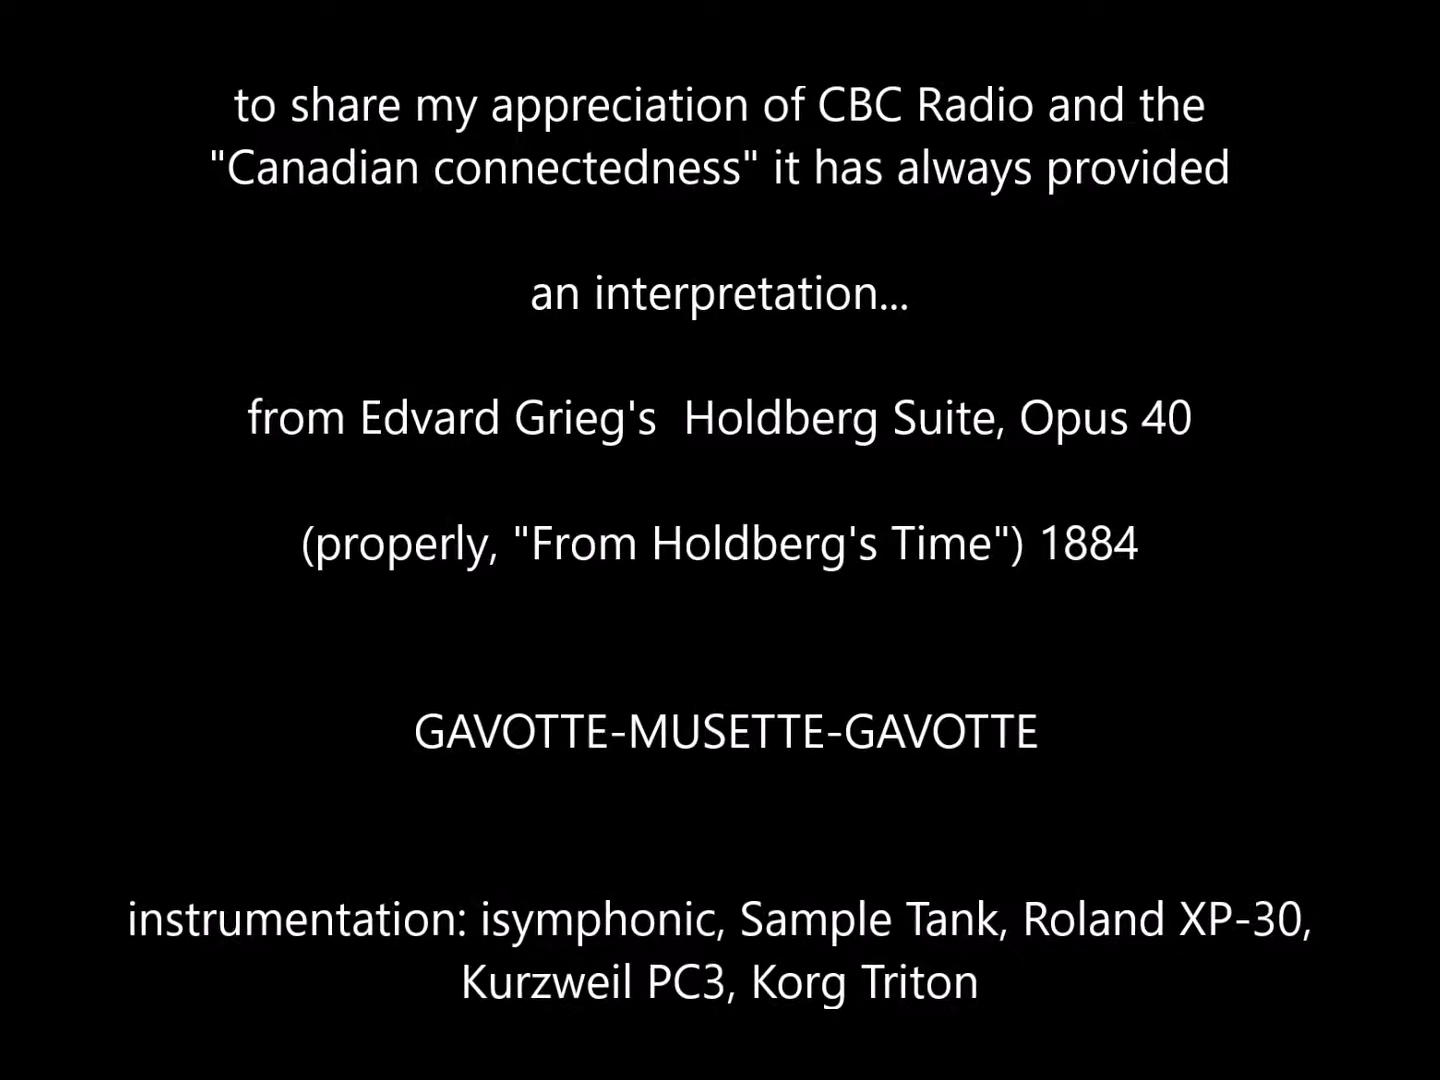 to share my appreciation of CBC Radio and the
"Canadian connectedness" it has always provided
an interpretation...
from Edvard Grieg's  Holdberg Suite, Opus 40
(properly, "From Holdberg's Time") 1884
GAVOTTE-MUSETTE-GAVOTTE
instrumentation: isymphonic, Sample Tank, Roland XP-30,
Kurzweil PC3, Korg Triton